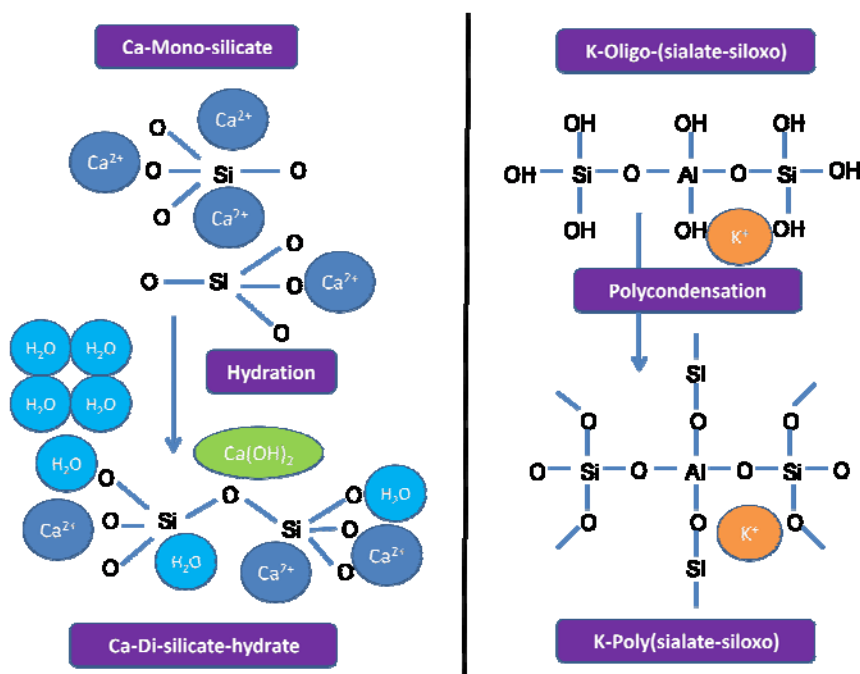 Ca-Mono-silicate
O
Ca2+
Ca2+
O
Si
O
O
Ca2+
O
O
Si
O
Ca2+
O
H2O
H2O
Hydration
H2O
H2O
Ca(OH)2
H2O
O
O
O
H2O
Ca2+
O
Si
Si
O
Ca2+
O
H2O
Ca2+
O
Ca-Di-silicate-hydrate
K-Oligo-(sialate-siloxo)
OH
OH
OH
OH
Si
O
Al
O
Si
OH
OH
OH
K+
OH
Polycondensation
Si
O
O
O
O
Si
O
Al
O
Si
O
O
O
K+
O
Si
K-Poly(sialate-siloxo)